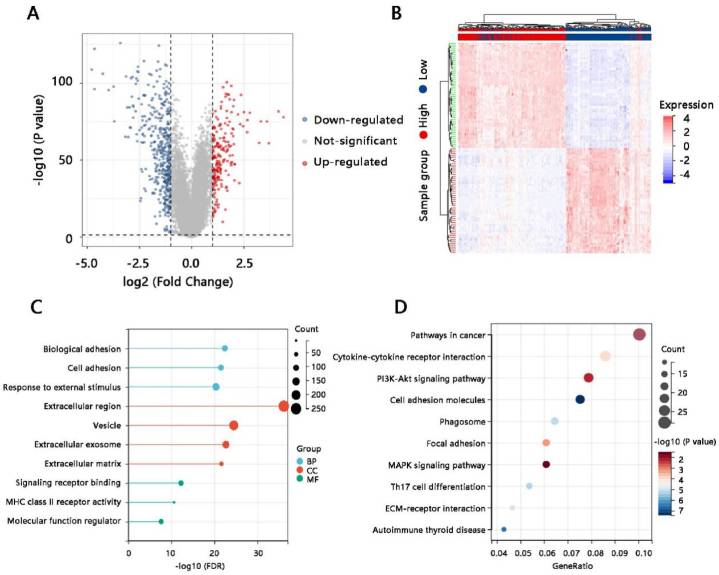 A
100
50
0
-log10 (P value)
-5.0
-2.5
0.0
2.5
log2 (Fold Change)
Down-regulated
Not-significant
Up-regulated
B
Low
High
Sample group
Expression
4
2
0
-2
-4
C
Biological adhesion
Cell adhesion
Response to external stimulus
Extracellular region
Vesicle
Extracellular exosome
Extracellular matrix
Signaling receptor binding
MHC class II receptor activity
Molecular function regulator
0
10
20
30
-log10 (FDR)
Count
50
100
150
200
250
Group
BP
CC
MF
D
Pathways in cancer
Cytokine-cytokine receptor interaction
PI3K-Akt signaling pathway
Cell adhesion molecules
Phagosome
Focal adhesion
MAPK signaling pathway
Th17 cell differentiation
ECM-receptor interaction
Autoimmune thyroid disease
0.04
0.05
0.06
0.07
0.08
0.09
0.10
GeneRatio
Count
15
20
25
-log10 (P value)
2
3
4
5
6
7